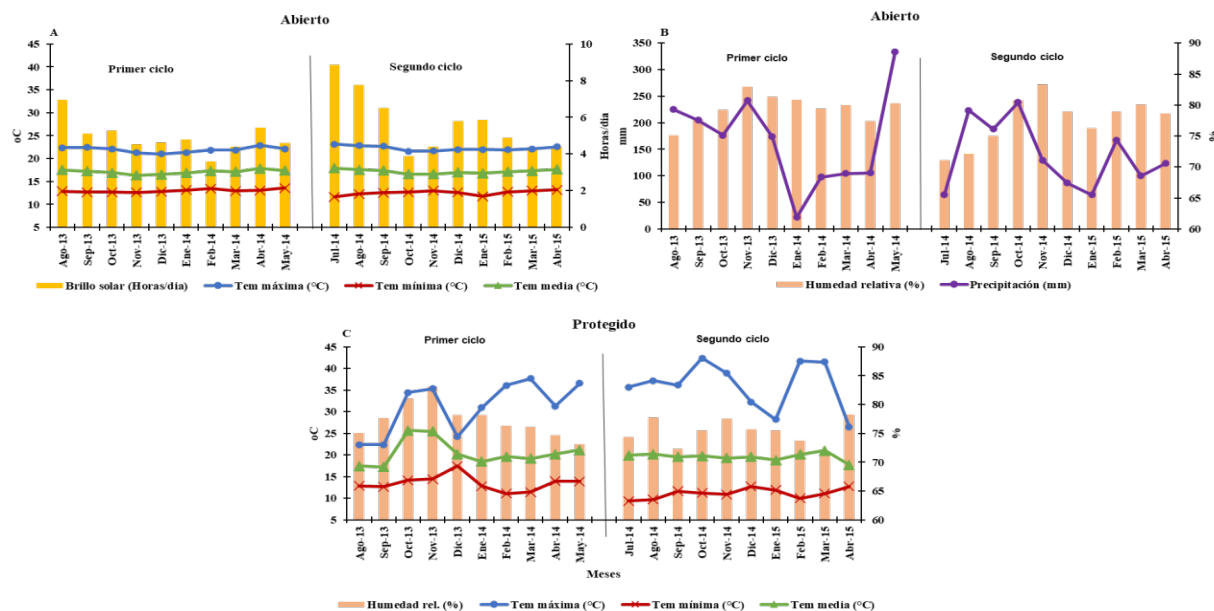 Abierto
A
Primer ciclo
Segundo ciclo
oC
45
40
35
30
25
20
15
10
5
10
8
6
4
2
0
Horas/día
Ago-13
Sep-13
Oct-13
Nov-13
Dic-13
Ene-14
Feb-14
Mar-14
Abr-14
May-14
Jul-14
Ago-14
Sep-14
Oct-14
Nov-14
Dic-14
Ene-15
Feb-15
Mar-15
Abr-15
Brillo solar (Horas/día) Tem máxima (°C) Tem mínima (°C) Tem media (°C)
Abierto
B
Primer ciclo
Segundo ciclo
mm
350
300
250
200
150
100
50
0
90
85
80
75
70
65
60
%
Ago-13
Sep-13
Oct-13
Nov-13
Dic-13
Ene-14
Feb-14
Mar-14
Abr-14
May-14
Jul-14
Ago-14
Sep-14
Oct-14
Nov-14
Dic-14
Ene-15
Feb-15
Mar-15
Abr-15
Humedad relativa (%) Precipitación (mm)
Protegido
C
Primer ciclo
Segundo ciclo
oC
45
40
35
30
25
20
15
10
5
90
85
80
75
70
65
60
%
Ago-13
Sep-13
Oct-13
Nov-13
Dic-13
Ene-14
Feb-14
Mar-14
Abr-14
May-14
Jul-14
Ago-14
Sep-14
Oct-14
Nov-14
Dic-14
Ene-15
Feb-15
Mar-15
Abr-15
Meses
Humedad rel. (%) Tem máxima (°C) Tem mínima (°C) Tem media (°C)